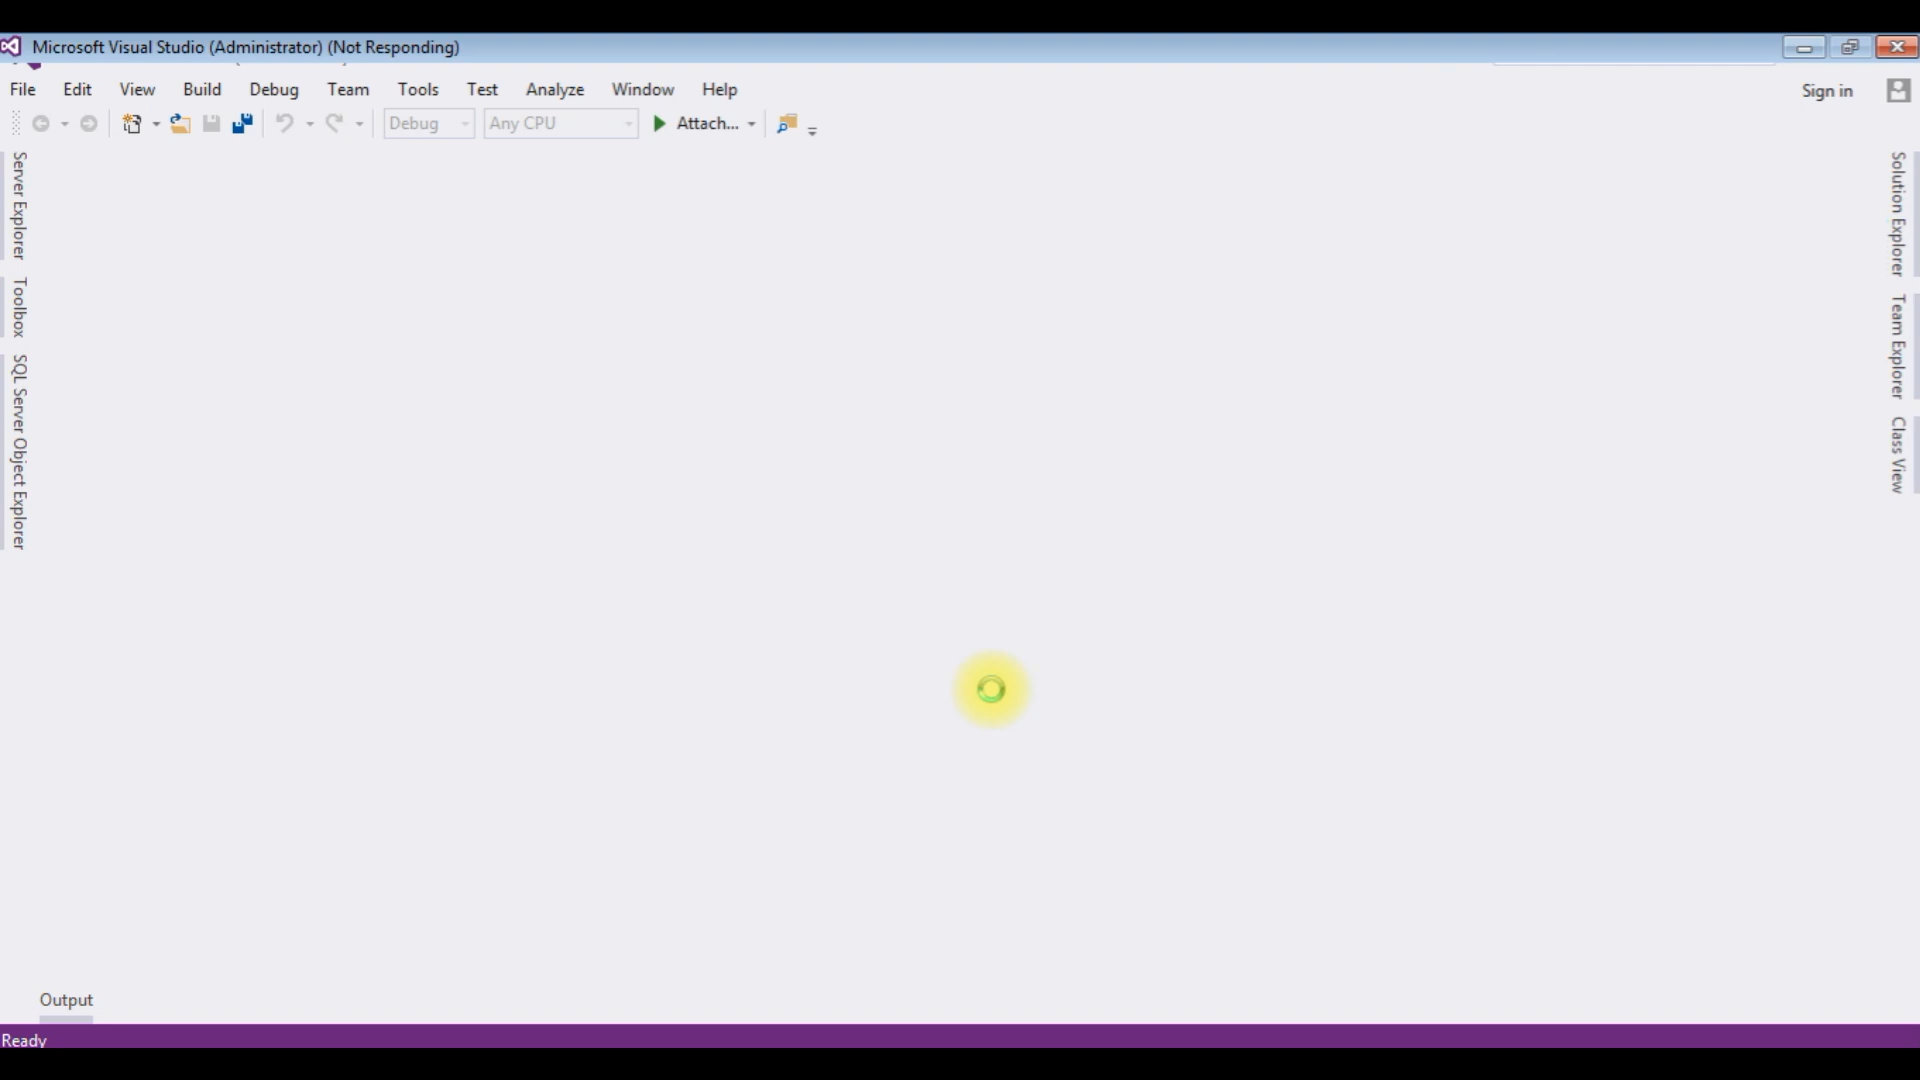 Microsoft Visual Studio (Administrator) (Not Responding)
File Edit View Build Debug Team Tools Test Analyze Window Help
Sign in
Debug Any CPU Attach...
Server Explorer
Toolbox
SQL Server Object Explorer
Solution Explorer
Team Explorer
Class View
Output
Ready